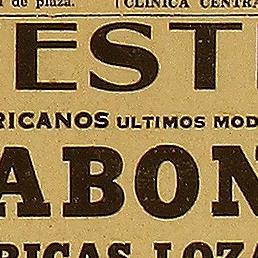 de plaza. CLINICA CENTRA
EST
RICANOS ULTIMOS MOD
ABON
RICAS LOZA